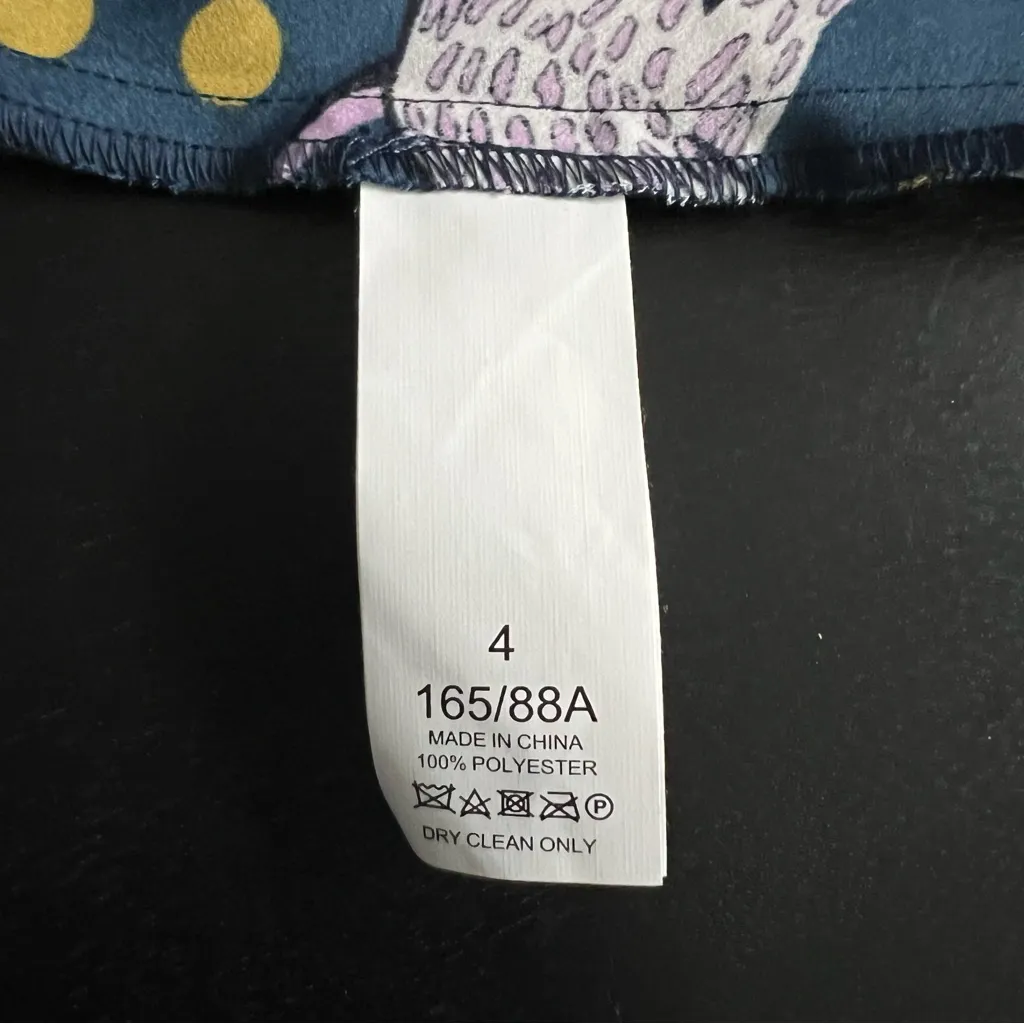 4
165/88A
MADE IN CHINA
100% POLYESTER
P
DRY CLEAN ONLY